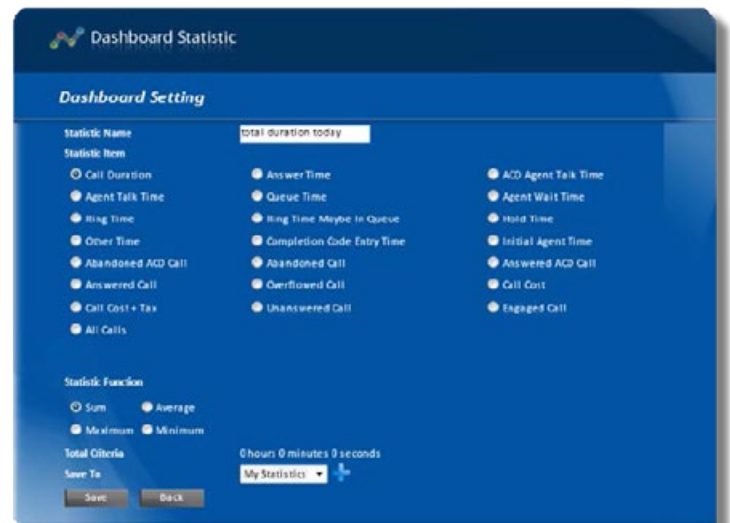 Dashboard Statistic
Dashboard Setting
Statistic Name total duration today
Statistic Item
Call Duration Answer Time ACD Agent Talk Time
Agent Talk Time Queue Time Agent Wait Time
Ring Time Ring Time Maybe In Queue Hold Time
Other Time Completion Code Entry Time Initial Agent Time
Abandoned ACD Call Abandoned Call Answered ACD Call
Answered Call Overflowed Call Call Cost
Call Cost + Tax Unanswered Call Engaged Call
All Calls
Statistic Function
Sum Average
Maximum Minimum
Total Criteria 0 hours 0 minutes 0 seconds
Save To My Statistics
Save Back